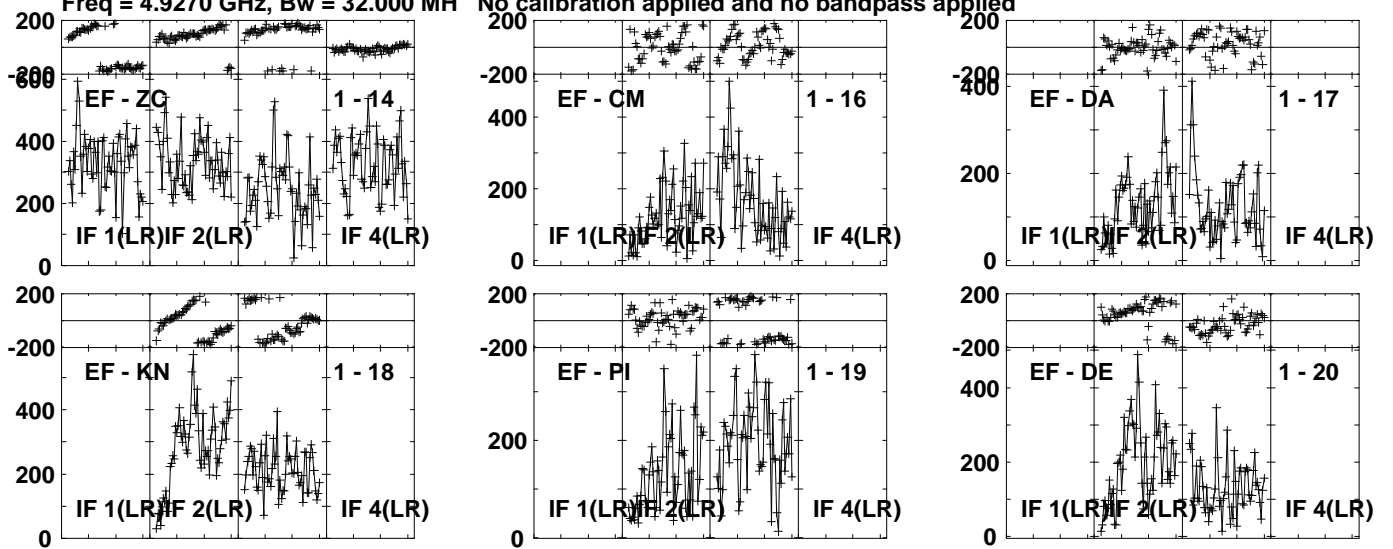 Freq = 4.9270 GHz, Bw = 32.000 MH No calibration applied and no bandpass applied
200
-200
600
400
200
0
EF - ZC
1 - 14
IF 1(LR)
IF 2(LR)
IF 4(LR)
200
-200
400
200
0
EF - CM
1 - 16
IF 1(LR)
IF 2(LR)
IF 4(LR)
200
-200
400
200
0
EF - DA
1 - 17
IF 1(LR)
IF 2(LR)
IF 4(LR)
200
-200
400
200
0
EF - KN
1 - 18
IF 1(LR)
IF 2(LR)
IF 4(LR)
200
-200
200
0
EF - PI
1 - 19
IF 1(LR)
IF 2(LR)
IF 4(LR)
200
-200
400
200
0
EF - DE
1 - 20
IF 1(LR)
IF 2(LR)
IF 4(LR)